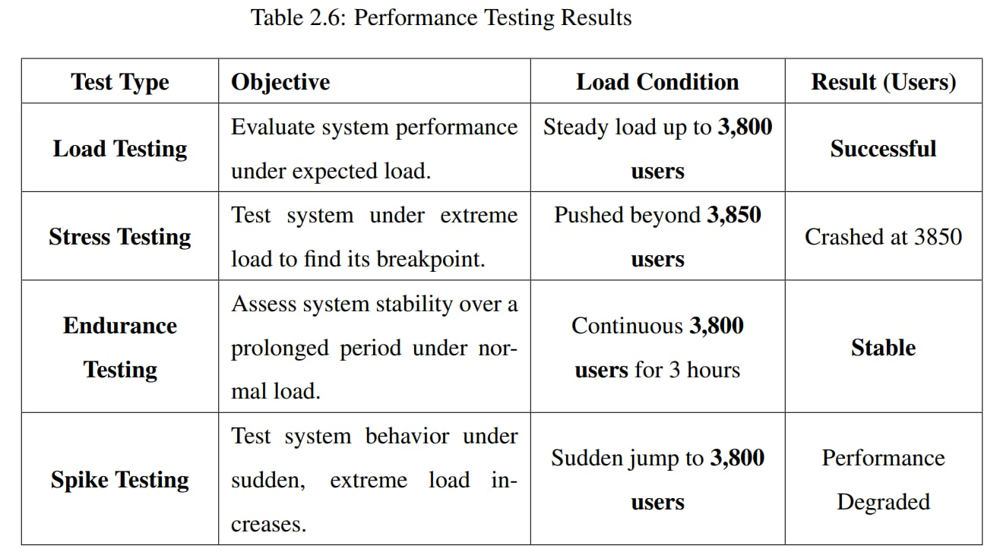 Table 2.6: Performance Testing Results
Test Type Objective Load Condition Result (Users)
Load Testing
Evaluate system performance
under expected load.
Steady load up to 3,800
users
Successful
Stress Testing
Test system under extreme
load to find its breakpoint.
Pushed beyond 3,850
users
Crashed at 3850
Endurance
Testing
Assess system stability over a
prolonged period under nor-
mal load.
Continuous 3,800
users for 3 hours
Stable
Spike Testing
Test system behavior under
sudden, extreme load in-
creases.
Sudden jump to 3,800
users
Performance
Degraded